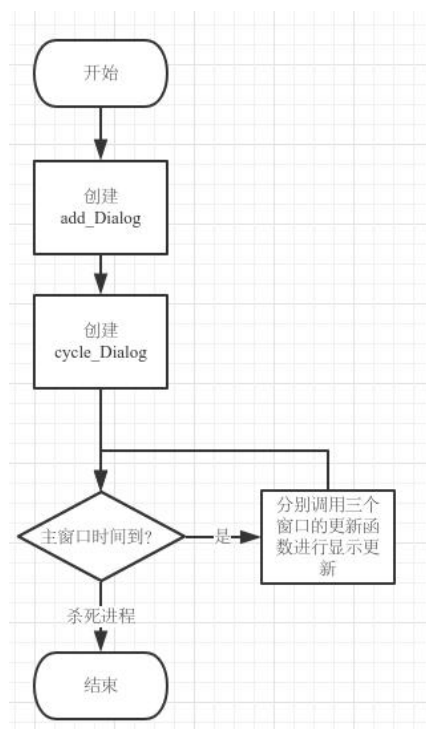 开始
创建
add_Dialog
创建
cycle_Dialog
主窗口时间到?
是
分别调用三个
窗口的更新函
数进行显示更
新
杀死进程
结束